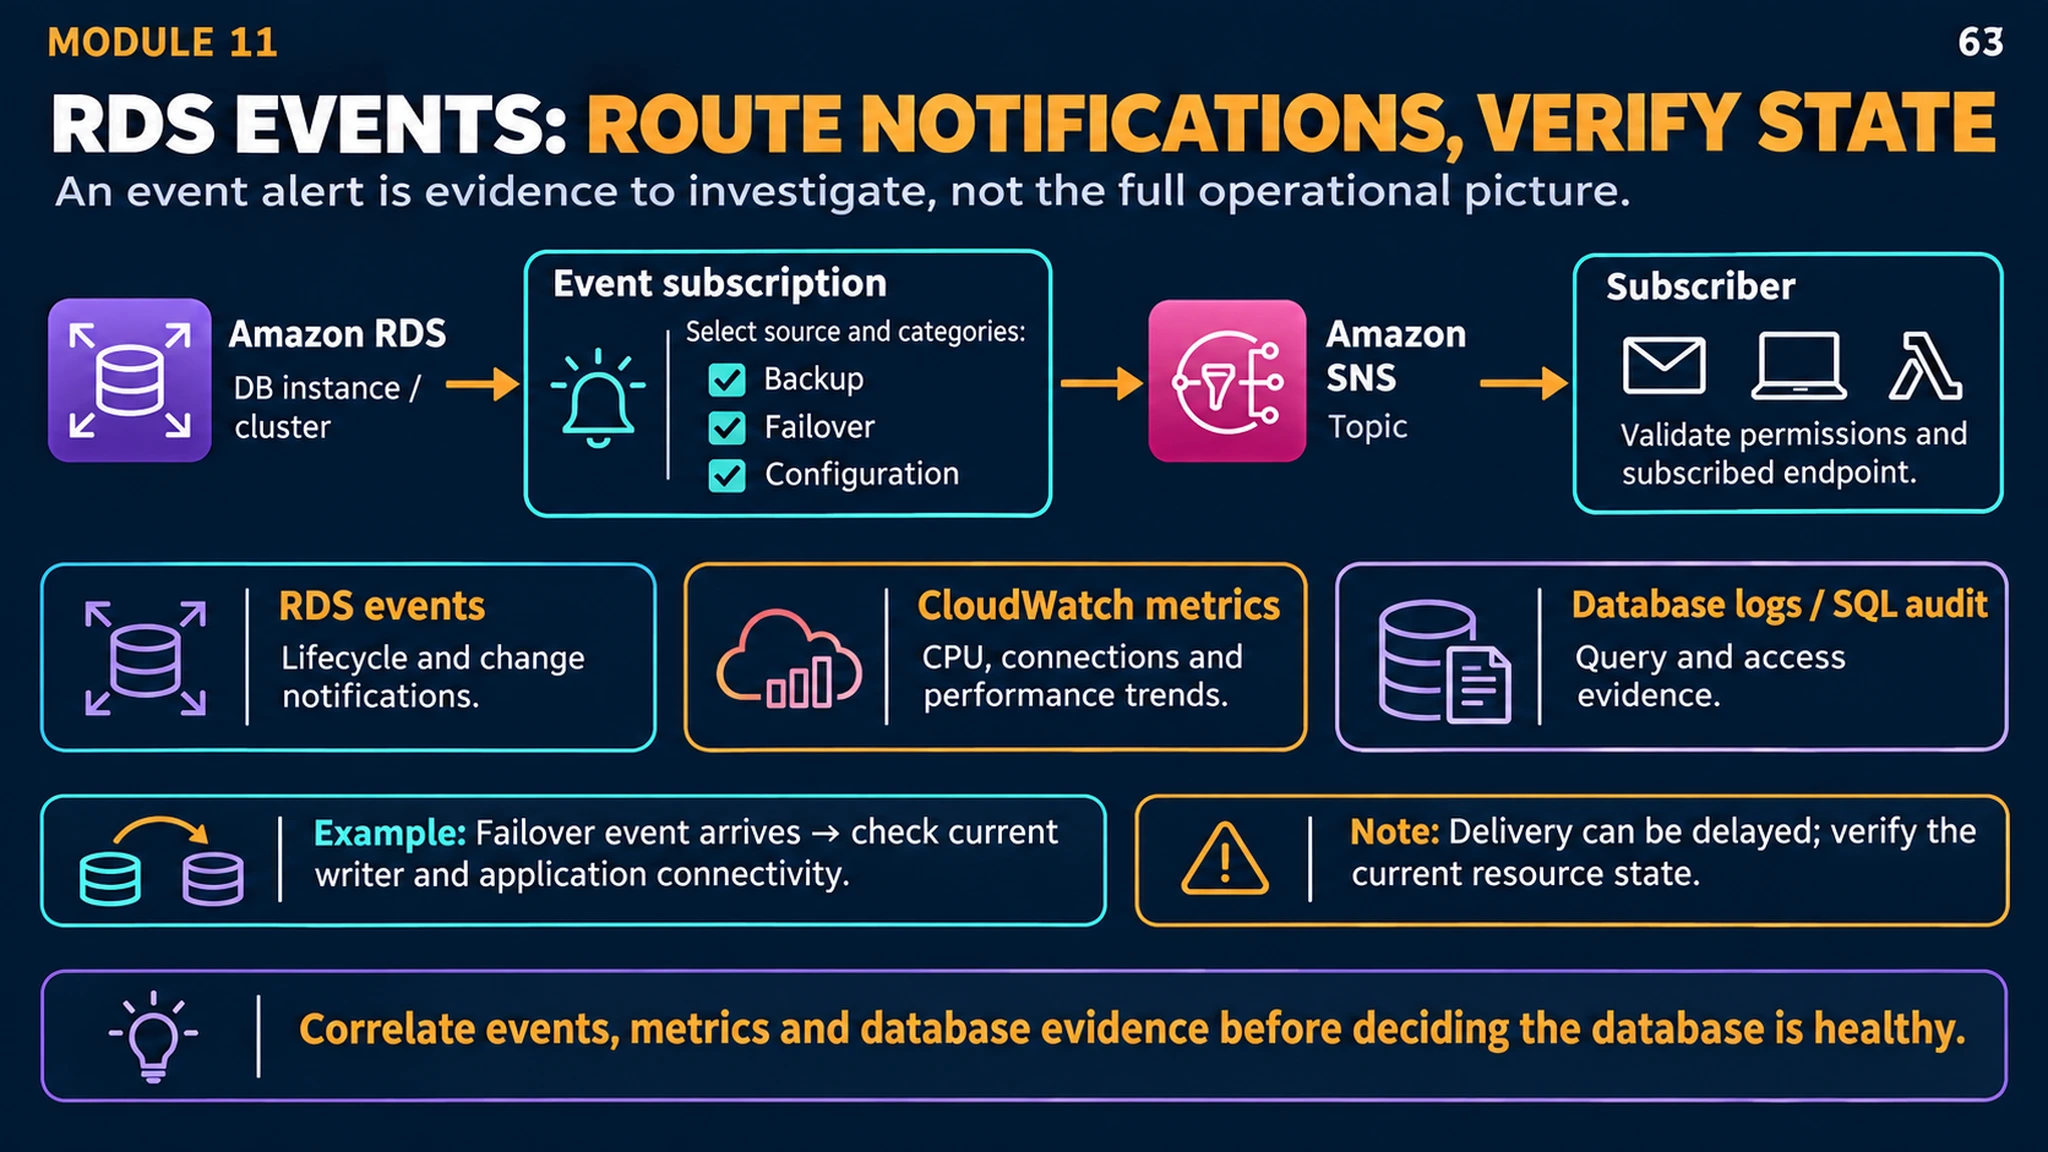 MODULE 11
63
RDS EVENTS: ROUTE NOTIFICATIONS, VERIFY STATE
An event alert is evidence to investigate, not the full operational picture.
Amazon RDS
DB instance /
cluster
Event subscription
Select source and categories:
Backup
Failover
Configuration
Amazon
SNS
Topic
Subscriber
Validate permissions and
subscribed endpoint.
RDS events
Lifecycle and change
notifications.
CloudWatch metrics
CPU, connections and
performance trends.
Database logs / SQL audit
Query and access
evidence.
Example: Failover event arrives → check current
writer and application connectivity.
Note: Delivery can be delayed; verify the
current resource state.
Correlate events, metrics and database evidence before deciding the database is healthy.